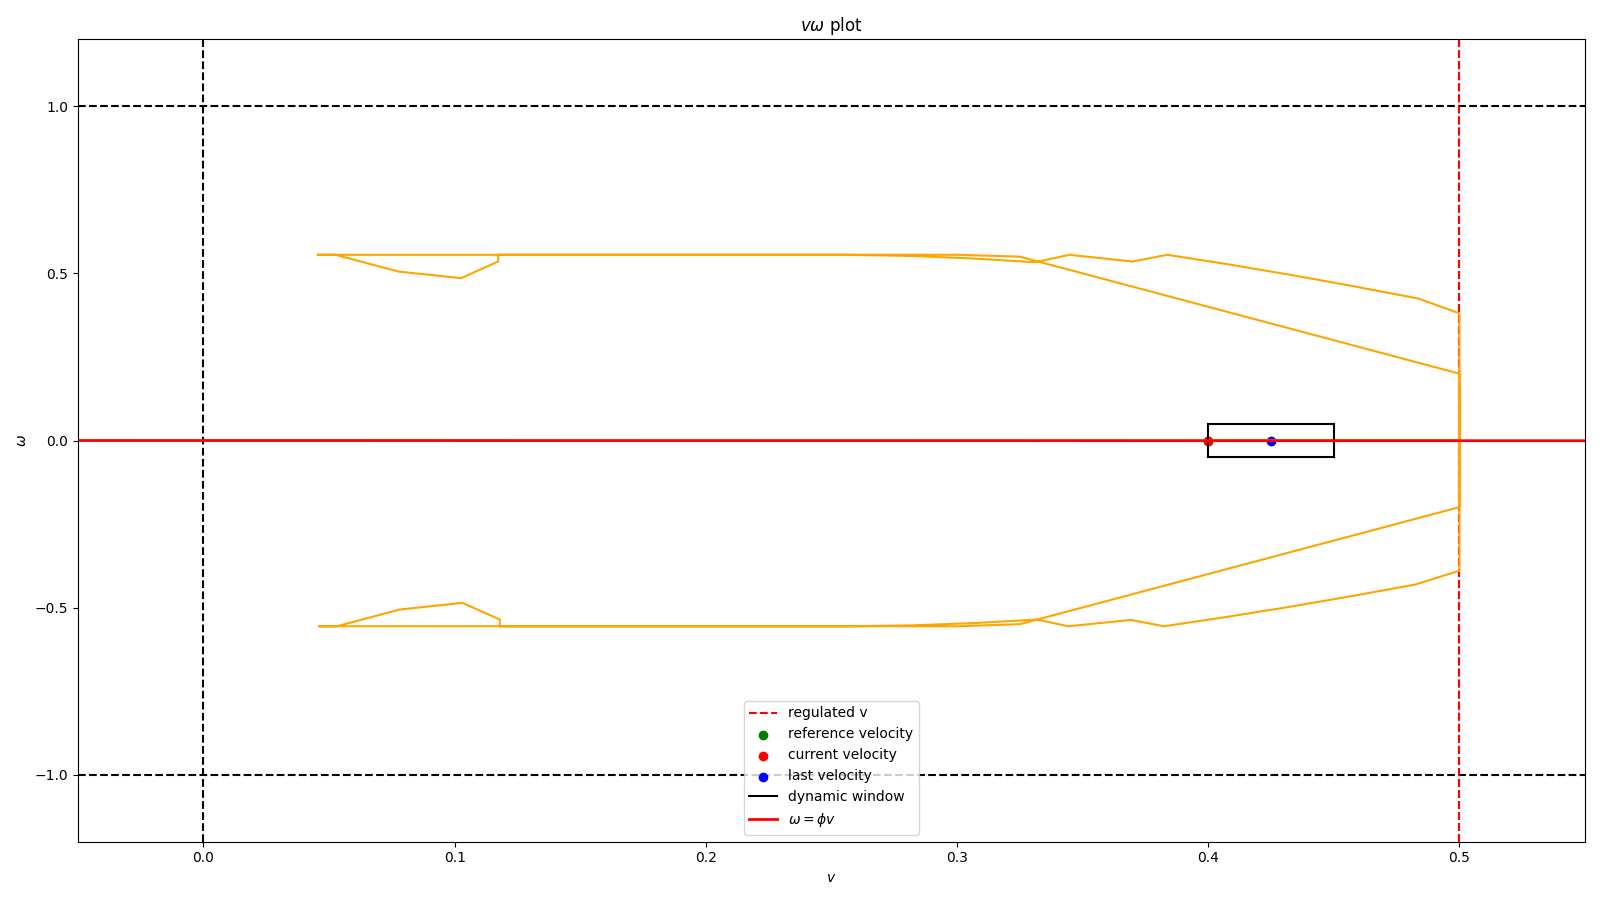 vω plot
1.0
0.5
0.0
−0.5
−1.0
ω
regulated v
reference velocity
current velocity
last velocity
dynamic window
ω = ϕv
0.0 0.1 0.2 0.3 0.4 0.5
v